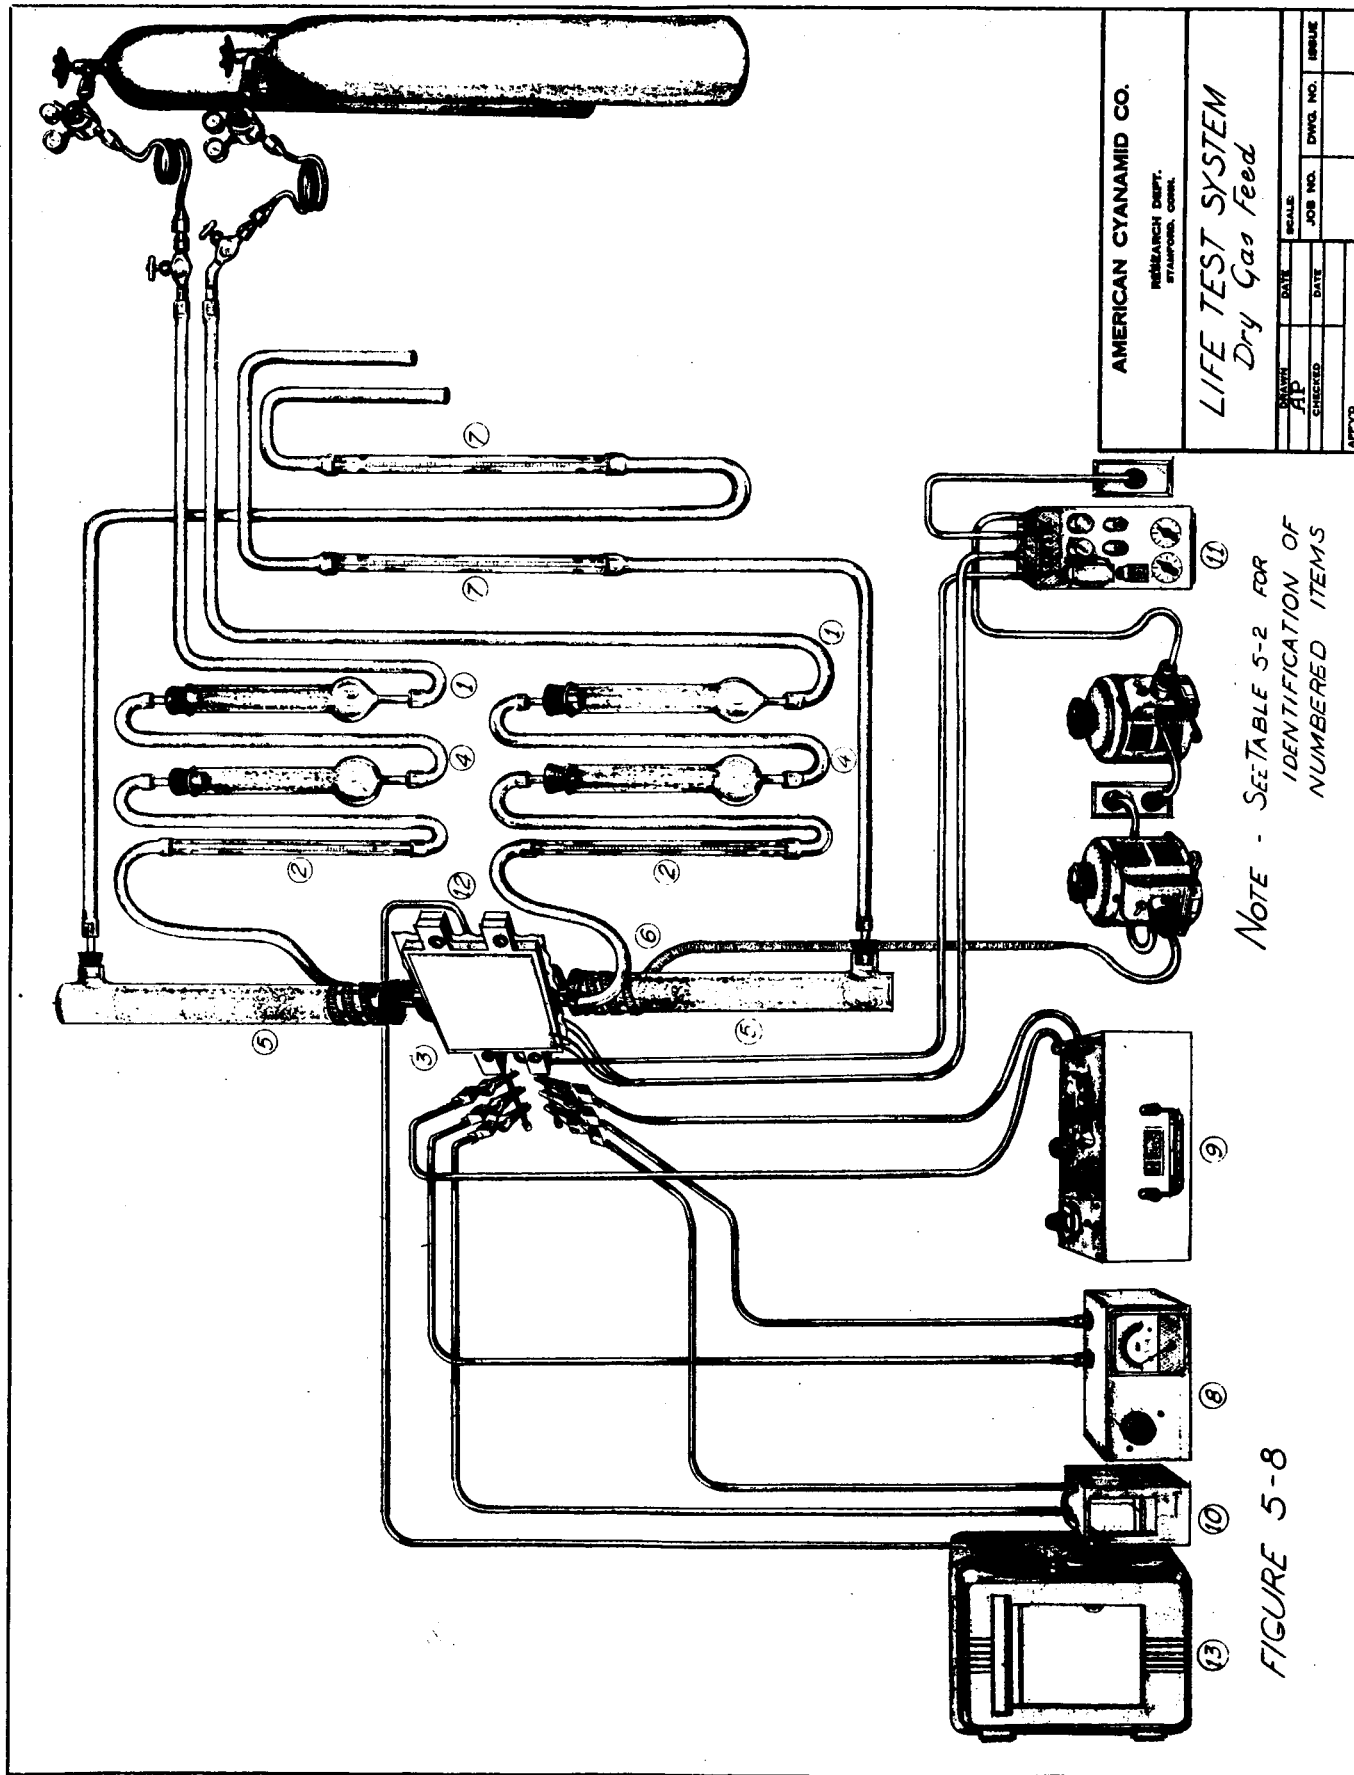 7
7
1
1
4
4
2
2
12
6
5
5
3
11
9
8
10
13
NOTE - SEE TABLE 5-2 FOR
IDENTIFICATION OF
NUMBERED ITEMS
FIGURE 5-8
AMERICAN CYANAMID CO.
RESEARCH DEPT.
STAMFORD, CONN.
LIFE TEST SYSTEM
Dry Gas Feed
DRAWN DATE SCALE:
AP
CHECKED DATE JOB NO. DWG. NO. ISSUE
APPV'D